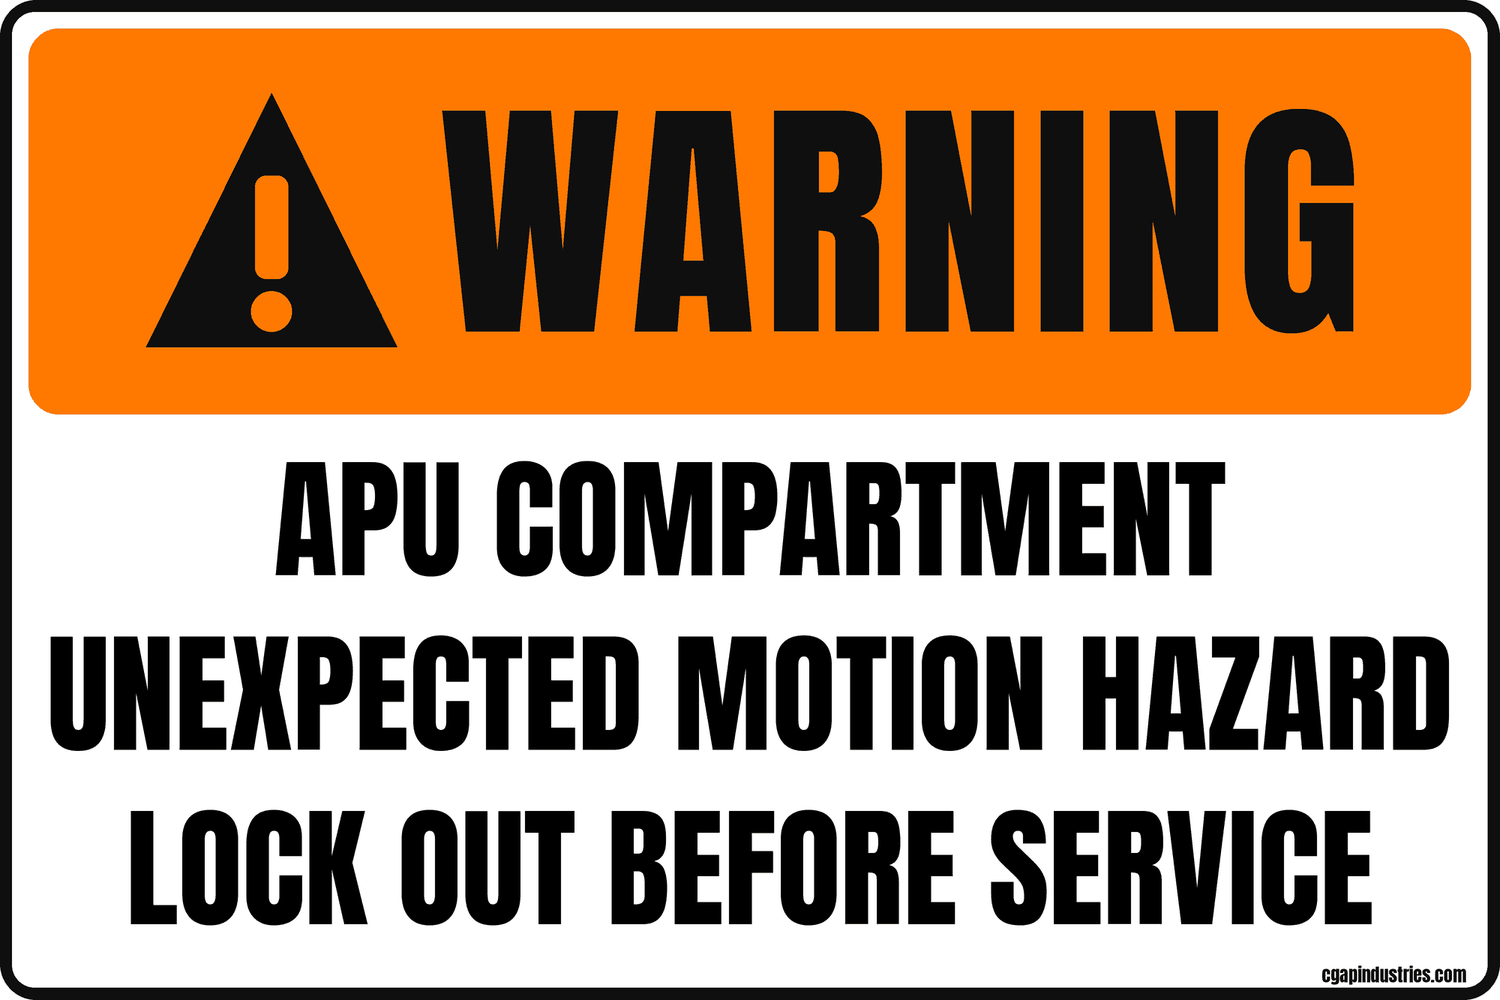 WARNING
APU COMPARTMENT
UNEXPECTED MOTION HAZARD
LOCK OUT BEFORE SERVICE
cgapindustries.com